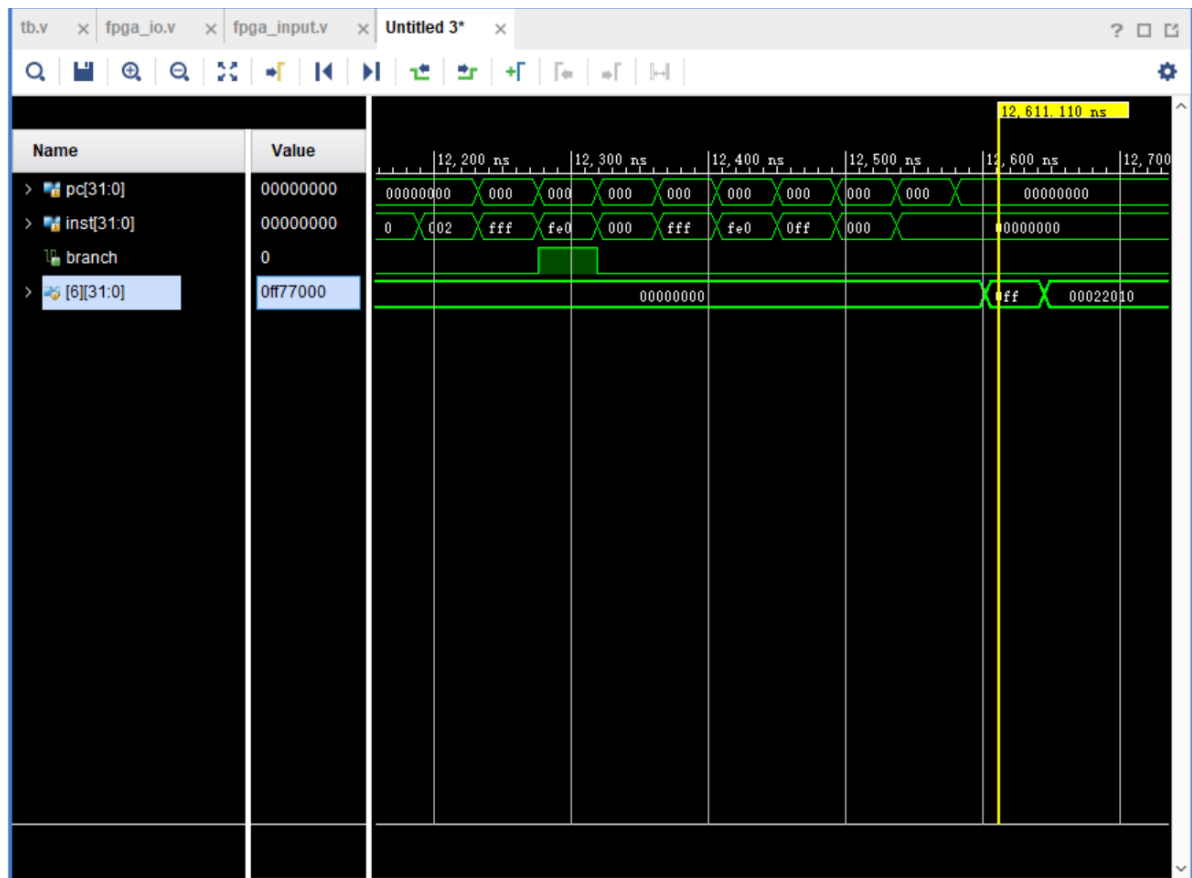 tb.v × fpga_io.v × fpga_input.v × Untitled 3* ×
12,611.110 ns
Name Value
12,200 ns 12,300 ns 12,400 ns 12,500 ns 12,600 ns 12,700
> pc[31:0] 00000000 00000000 000 000 000 000 000 000 000 000 00000000
> inst[31:0] 00000000 0 002 fff fe0 000 fff fe0 0ff 000 00000000
branch 0
> [6][31:0] 0ff77000 00000000 0ff 00022010